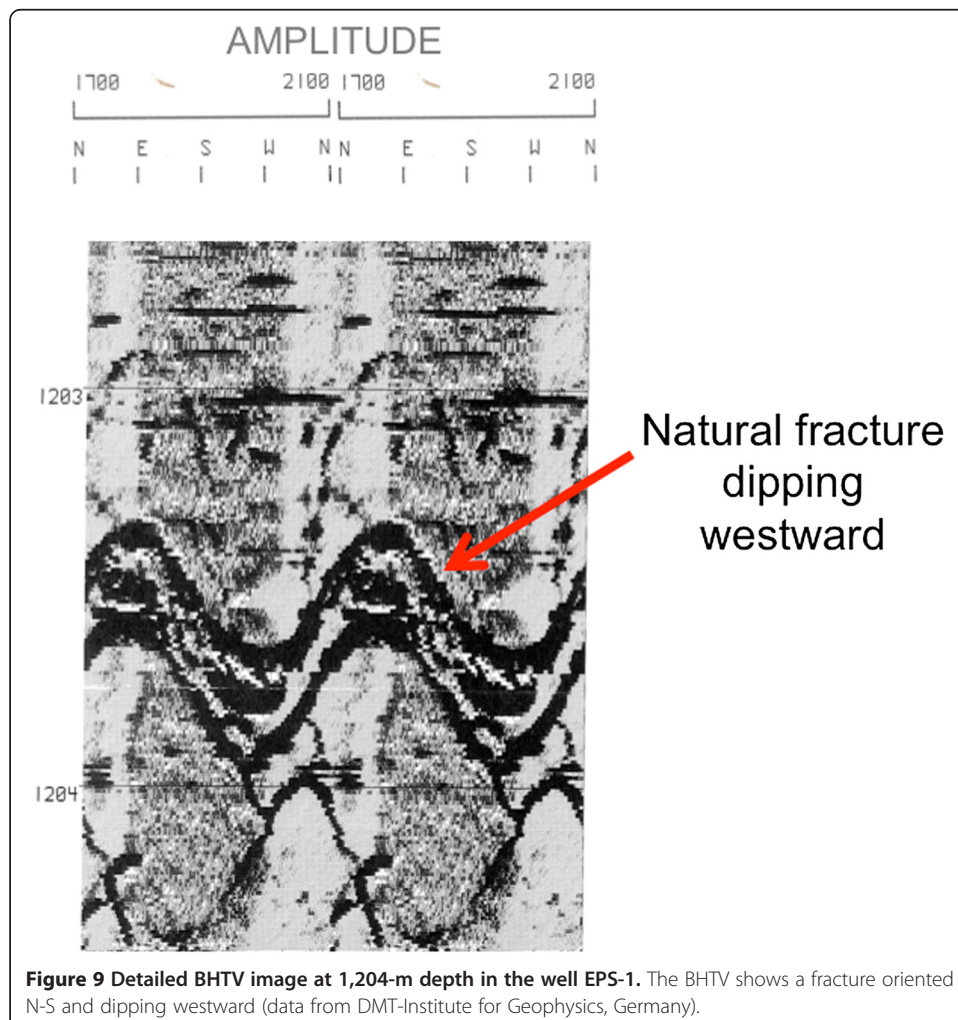 AMPLITUDE
1700 2100 1700 2100
N E S W N N E S W N
1203
Natural fracture
dipping
westward
1204
Figure 9 Detailed BHTV image at 1,204-m depth in the well EPS-1. The BHTV shows a fracture oriented
N-S and dipping westward (data from DMT-Institute for Geophysics, Germany).